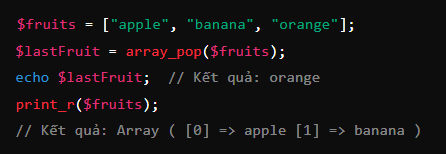 $fruits = ["apple", "banana", "orange"];
$lastFruit = array_pop($fruits);
echo $lastFruit;  // Kết quả: orange
print_r($fruits);
// Kết quả: Array ( [0] => apple [1] => banana )